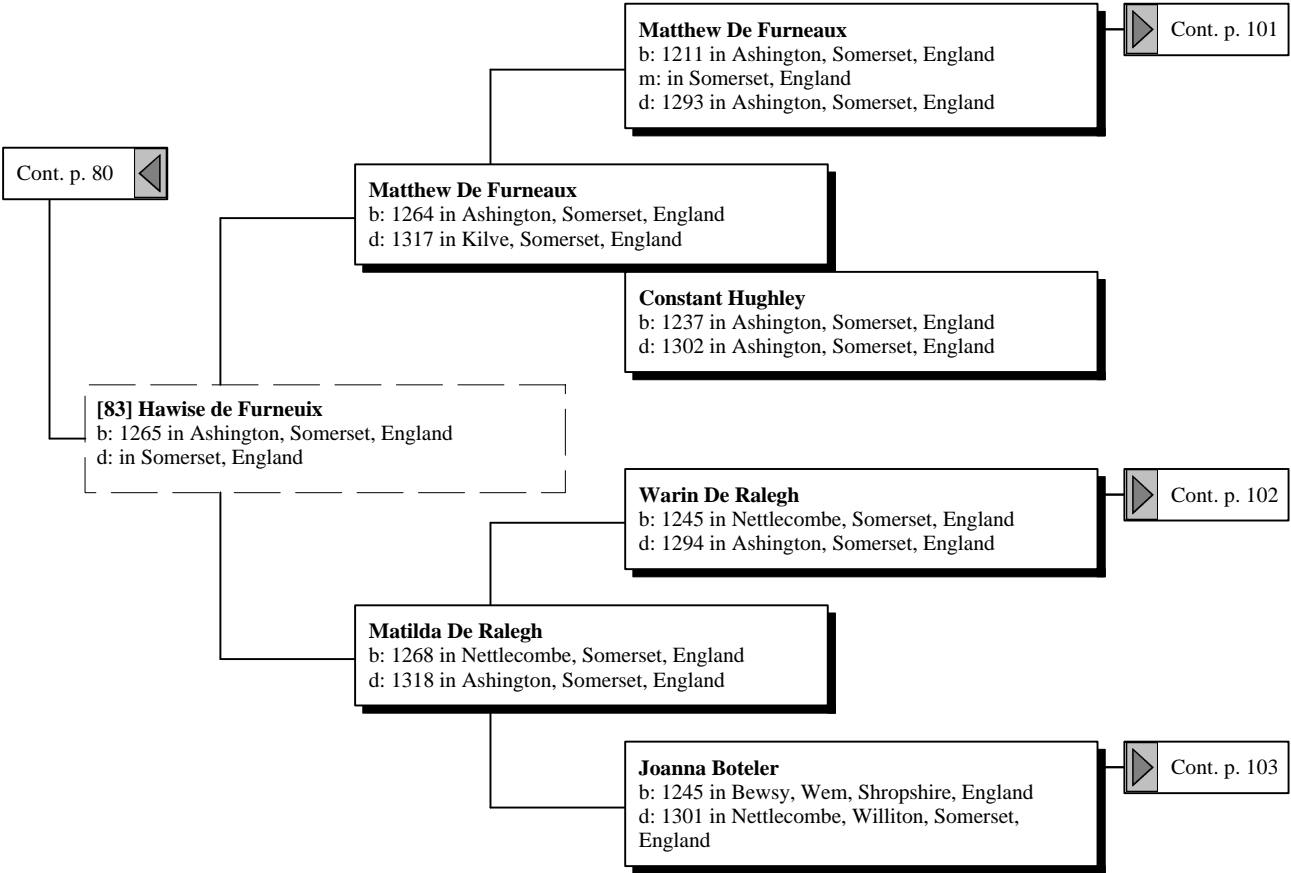 Matthew De Furneaux
b: 1211 in Ashington, Somerset, England
m: in Somerset, England
d: 1293 in Ashington, Somerset, England
Cont. p. 101
Cont. p. 80
Matthew De Furneaux
b: 1264 in Ashington, Somerset, England
d: 1317 in Kilve, Somerset, England
Constant Hughley
b: 1237 in Ashington, Somerset, England
d: 1302 in Ashington, Somerset, England
[83] Hawise de Furneuix
b: 1265 in Ashington, Somerset, England
d: in Somerset, England
Warin De Ralegh
b: 1245 in Nettlecombe, Somerset, England
d: 1294 in Ashington, Somerset, England
Cont. p. 102
Matilda De Ralegh
b: 1268 in Nettlecombe, Somerset, England
d: 1318 in Ashington, Somerset, England
Joanna Boteler
b: 1245 in Bewsy, Wem, Shropshire, England
d: 1301 in Nettlecombe, Williton, Somerset,
England
Cont. p. 103